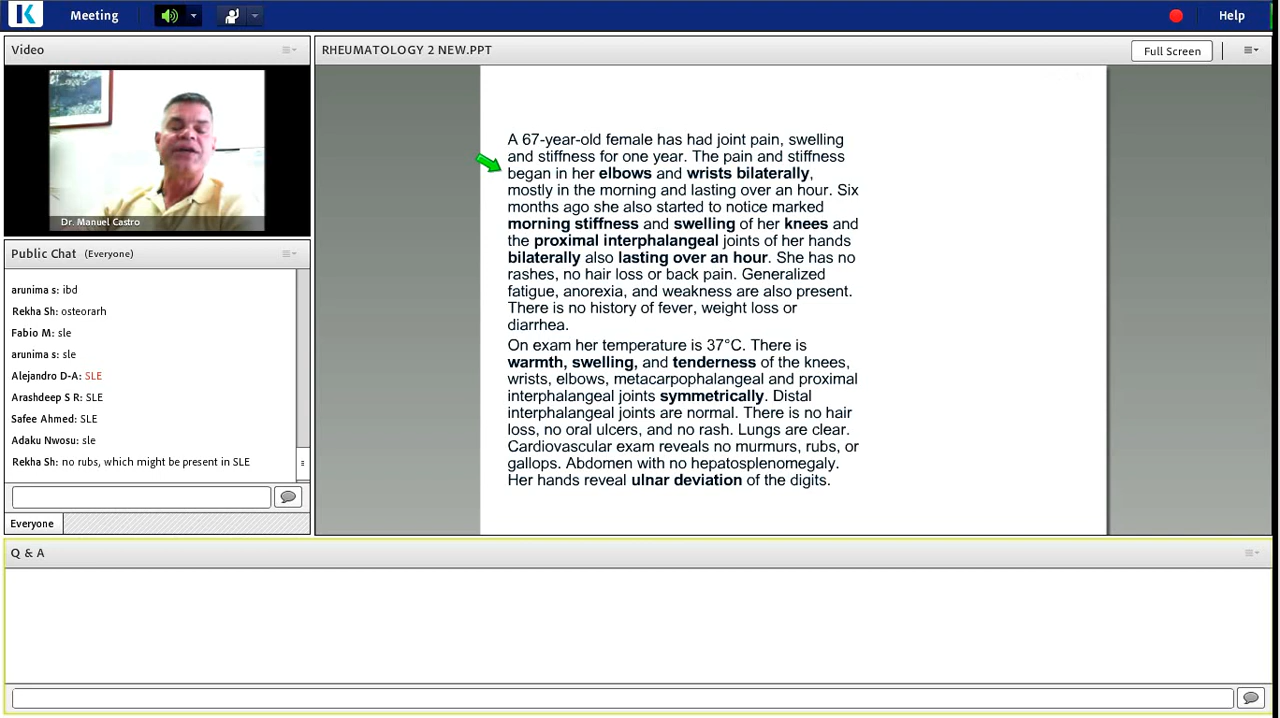 K Meeting Help
Video
Dr. Manuel Castro
Public Chat (Everyone)
arunima s: ibd
Rekha Sh: osteorarh
Fabio M: sle
arunima s: sle
Alejandro D-A: SLE
Arashdeep S R: SLE
Safee Ahmed: SLE
Adaku Nwosu: sle
Rekha Sh: no rubs, which might be present in SLE
Everyone
RHEUMATOLOGY 2 NEW.PPT
Full Screen
A 67-year-old female has had joint pain, swelling
and stiffness for one year. The pain and stiffness
began in her elbows and wrists bilaterally,
mostly in the morning and lasting over an hour. Six
months ago she also started to notice marked
morning stiffness and swelling of her knees and
the proximal interphalangeal joints of her hands
bilaterally also lasting over an hour. She has no
rashes, no hair loss or back pain. Generalized
fatigue, anorexia, and weakness are also present.
There is no history of fever, weight loss or
diarrhea.
On exam her temperature is 37°C. There is
warmth, swelling, and tenderness of the knees,
wrists, elbows, metacarpophalangeal and proximal
interphalangeal joints symmetrically. Distal
interphalangeal joints are normal. There is no hair
loss, no oral ulcers, and no rash. Lungs are clear.
Cardiovascular exam reveals no murmurs, rubs, or
gallops. Abdomen with no hepatosplenomegaly.
Her hands reveal ulnar deviation of the digits.
Q & A